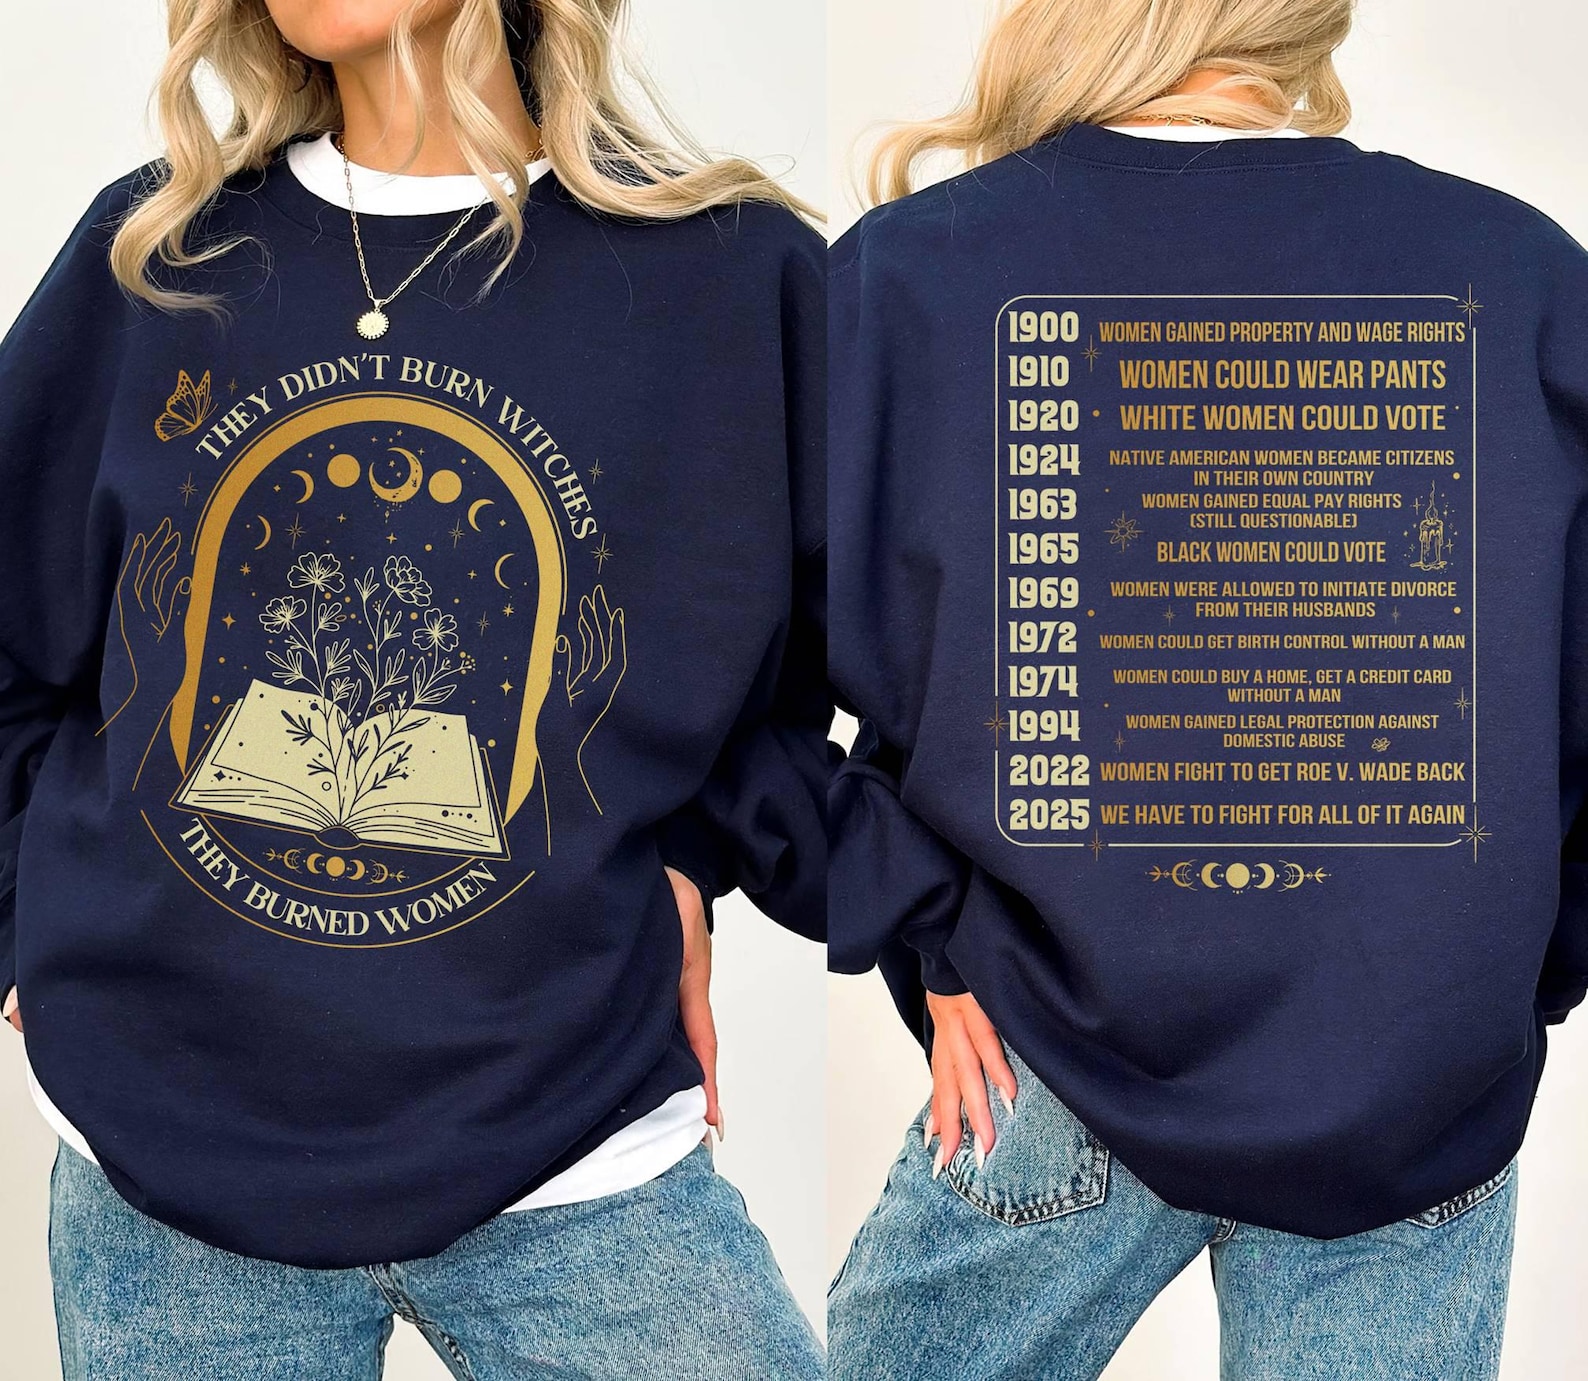 THEY DIDN'T BURN WITCHES
THEY BURNED WOMEN
1900 WOMEN GAINED PROPERTY AND WAGE RIGHTS
1910 WOMEN COULD WEAR PANTS
1920 WHITE WOMEN COULD VOTE
1924 NATIVE AMERICAN WOMEN BECAME CITIZENS
IN THEIR OWN COUNTRY
1963 WOMEN GAINED EQUAL PAY RIGHTS
(STILL QUESTIONABLE)
1965 BLACK WOMEN COULD VOTE
1969 WOMEN WERE ALLOWED TO INITIATE DIVORCE
FROM THEIR HUSBANDS
1972 WOMEN COULD GET BIRTH CONTROL WITHOUT A MAN
1974 WOMEN COULD BUY A HOME, GET A CREDIT CARD
WITHOUT A MAN
1994 WOMEN GAINED LEGAL PROTECTION AGAINST
DOMESTIC ABUSE
2022 WOMEN FIGHT TO GET ROE V. WADE BACK
2025 WE HAVE TO FIGHT FOR ALL OF IT AGAIN